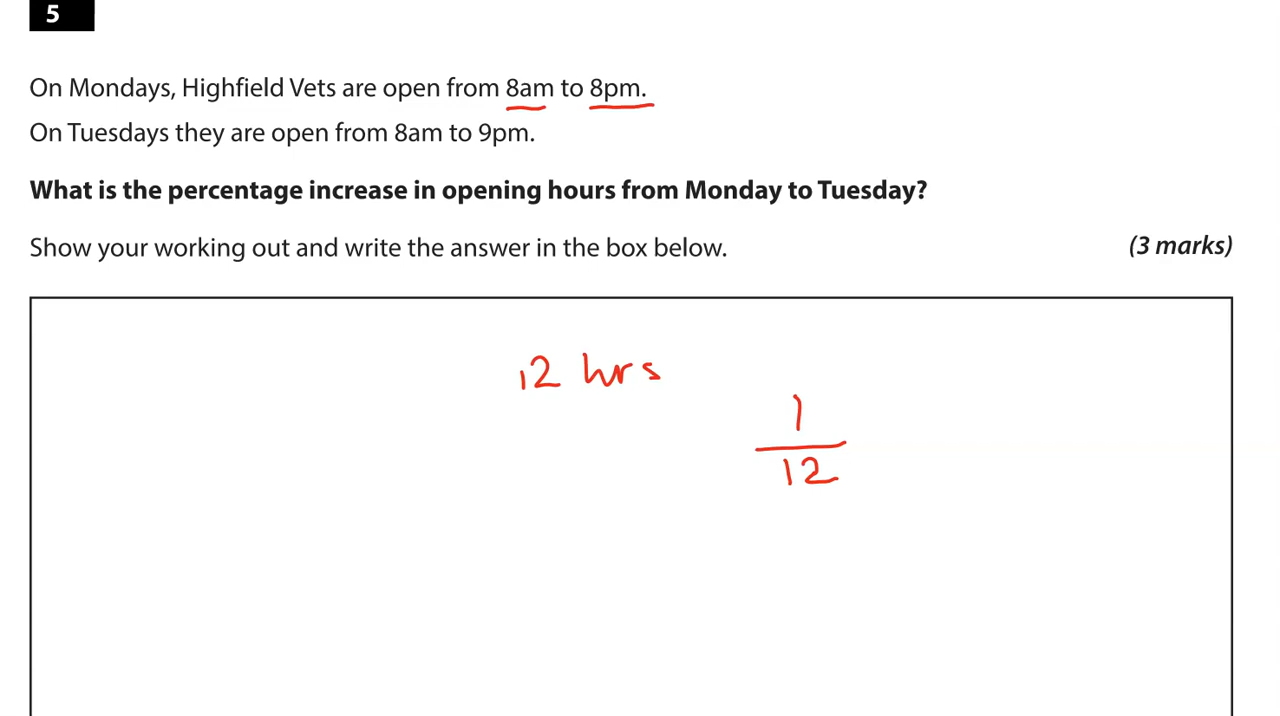 5
On Mondays, Highfield Vets are open from 8am to 8pm.
On Tuesdays they are open from 8am to 9pm.
What is the percentage increase in opening hours from Monday to Tuesday?
Show your working out and write the answer in the box below.
(3 marks)
12 hrs
1
12